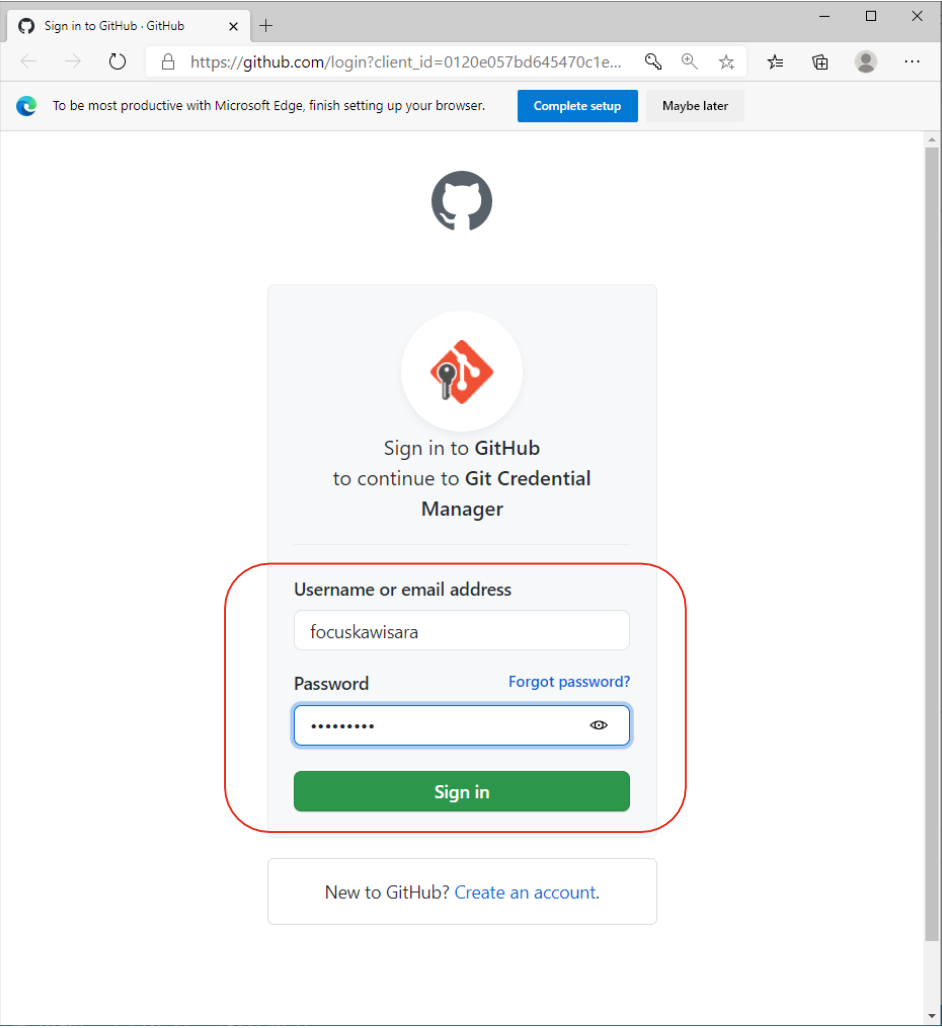 Sign in to GitHub · GitHub
https://github.com/login?client_id=0120e057bd645470c1e...
To be most productive with Microsoft Edge, finish setting up your browser.
Complete setup
Maybe later
Sign in to GitHub
to continue to Git Credential
Manager
Username or email address
focuskawisara
Password
Forgot password?
•••••••••
Sign in
New to GitHub? Create an account.